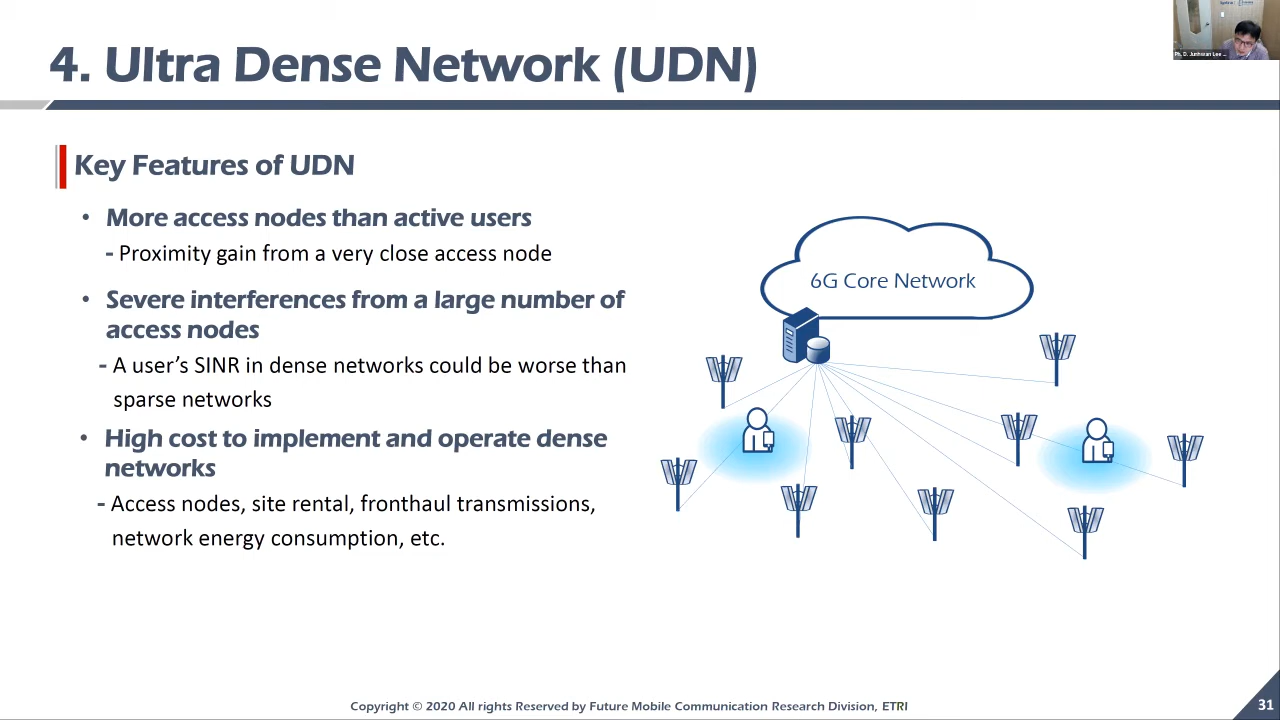 4. Ultra Dense Network (UDN)
Ph. D. Junhwan Lee ...
Key Features of UDN
• More access nodes than active users
- Proximity gain from a very close access node
• Severe interferences from a large number of
access nodes
- A user's SINR in dense networks could be worse than
sparse networks
• High cost to implement and operate dense
networks
- Access nodes, site rental, fronthaul transmissions,
network energy consumption, etc.
6G Core Network
Copyright © 2020 All rights Reserved by Future Mobile Communication Research Division, ETRI
31